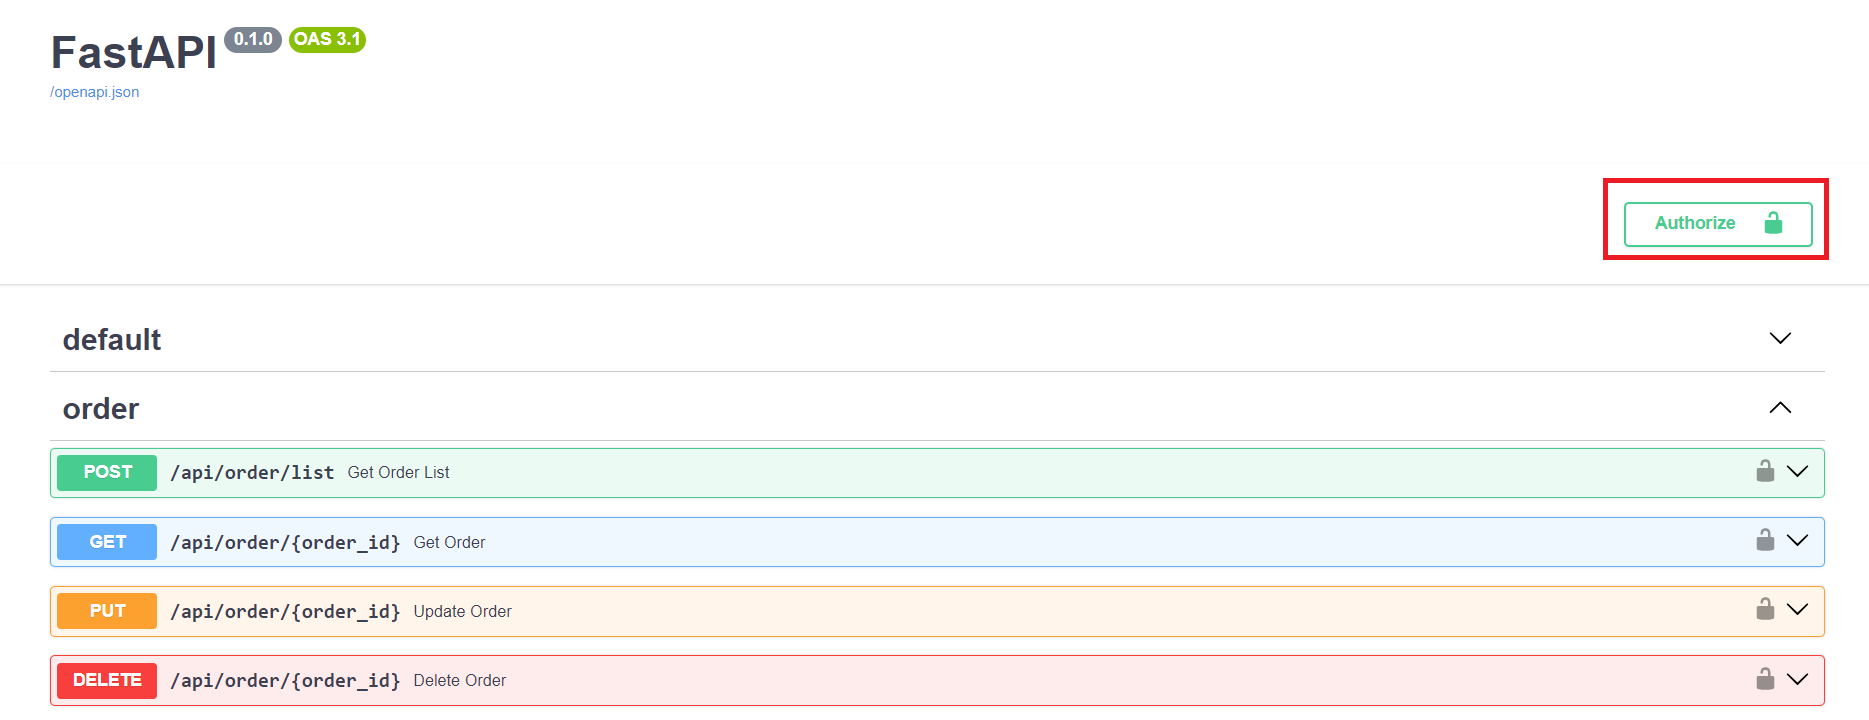 FastAPI 0.1.0 OAS 3.1
/openapi.json
Authorize
default
order
POST /api/order/list Get Order List
GET /api/order/{order_id} Get Order
PUT /api/order/{order_id} Update Order
DELETE /api/order/{order_id} Delete Order